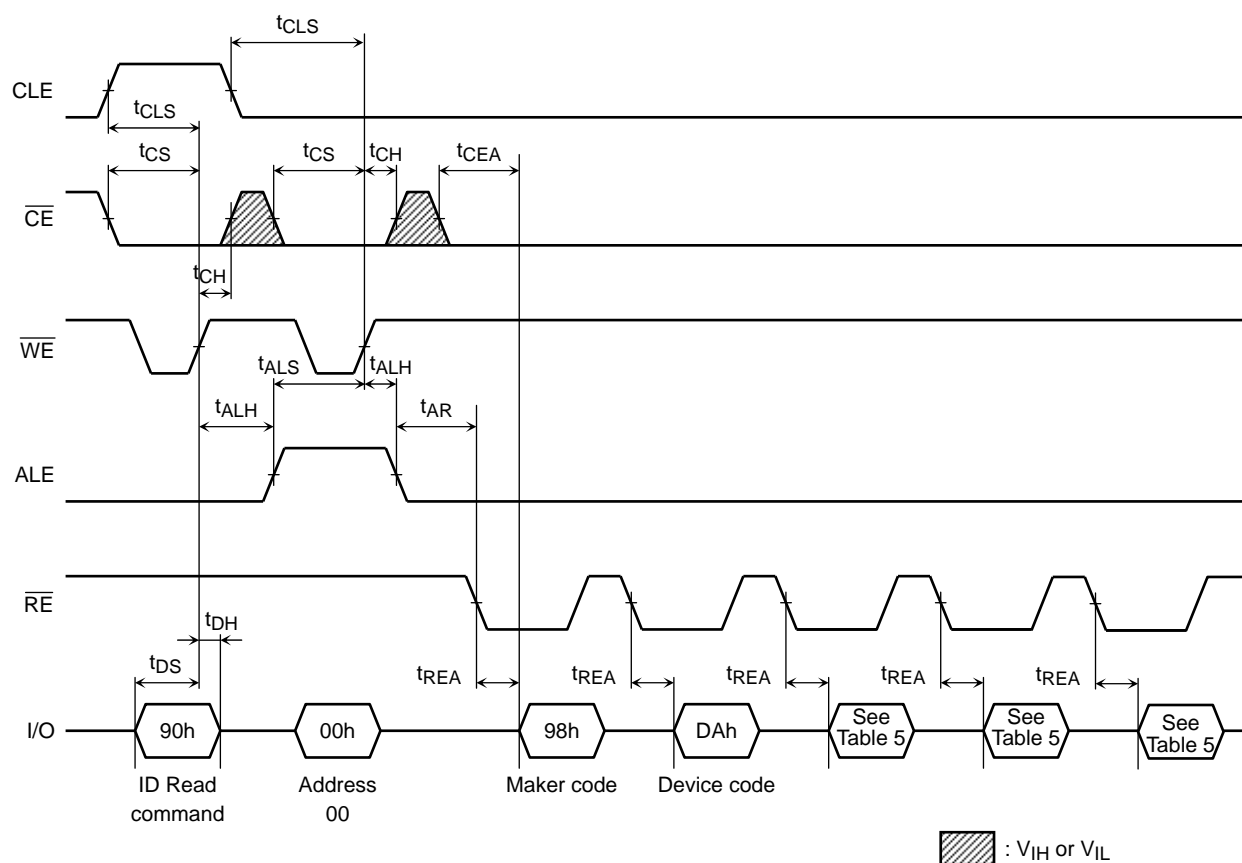 tCLS
CLE
tCLS
tCS
tCS
tCH
tCEA
CE
tCH
WE
tALS
tALH
tALH
tAR
ALE
RE
tDH
tDS
tREA
tREA
tREA
tREA
tREA
I/O
90h
00h
98h
DAh
See
Table 5
See
Table 5
See
Table 5
ID Read
command
Address
00
Maker code
Device code
: VIH or VIL